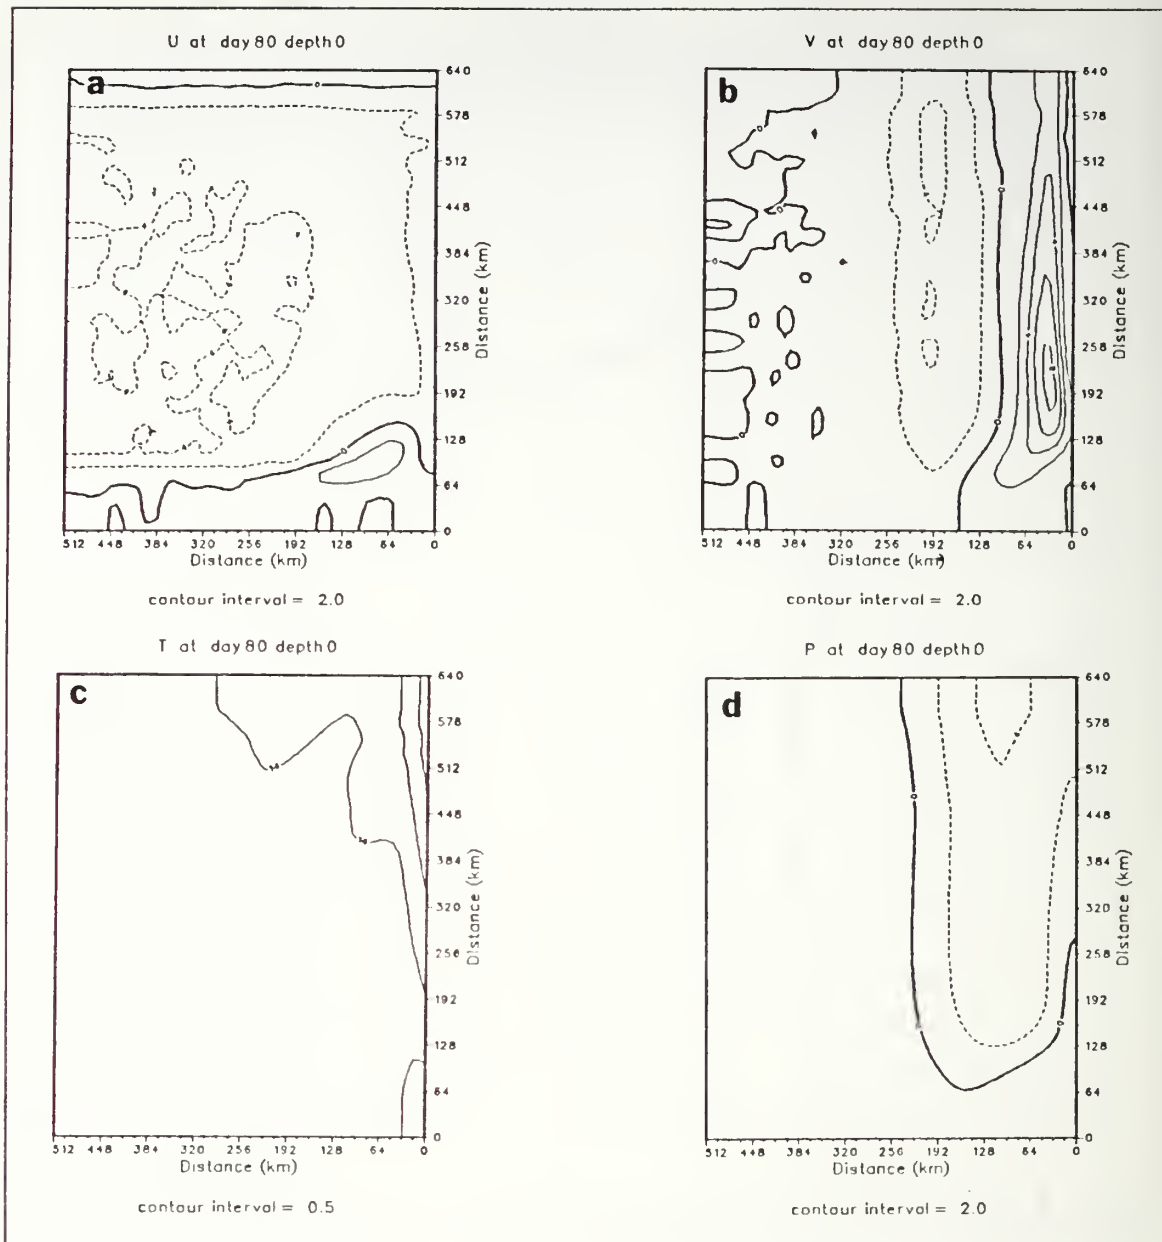 U at day 80 depth 0
a
640
578
512
448
384
320
258
192
128
64
0
Distance (km)
512 448 384 320 256 192 128 64 0
Distance (km)
contour interval = 2.0
V at day 80 depth 0
b
640
578
512
448
384
320
258
192
128
64
0
Distance (km)
512 448 384 320 256 192 128 64 0
Distance (km)
contour interval = 2.0
T at day 80 depth 0
c
640
578
512
448
384
320
256
192
128
64
0
Distance (km)
512 448 384 320 256 192 128 64 0
Distance (km)
contour interval = 0.5
P at day 80 depth 0
d
640
578
512
448
384
320
258
192
128
64
0
Distance (km)
512 448 384 320 256 192 128 64 0
Distance (km)
contour interval = 2.0